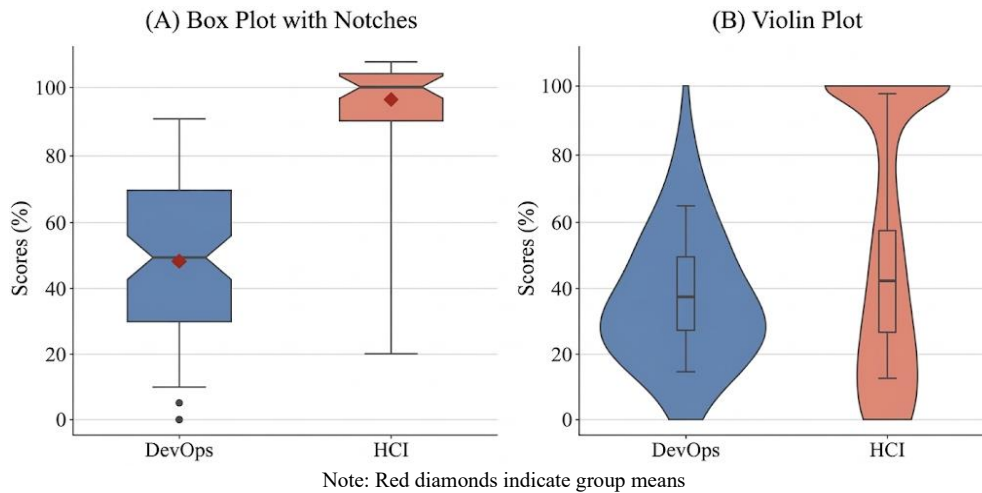 (A) Box Plot with Notches
Scores (%)
100
80
60
40
20
0
DevOps
HCI
(B) Violin Plot
Scores (%)
100
80
60
40
20
0
DevOps
HCI
Note: Red diamonds indicate group means